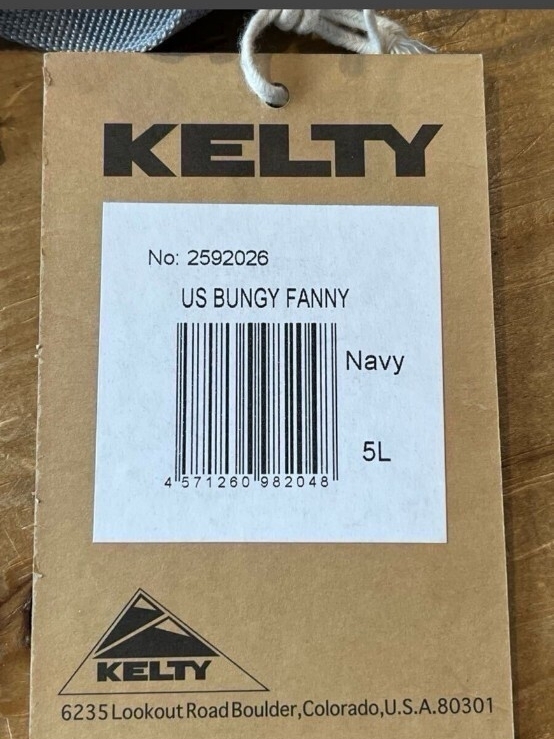 KELTY
No: 2592026
US BUNGY FANNY
Navy
5L
4 571260 982048
KELTY
6235 Lookout Road Boulder,Colorado,U.S.A.80301